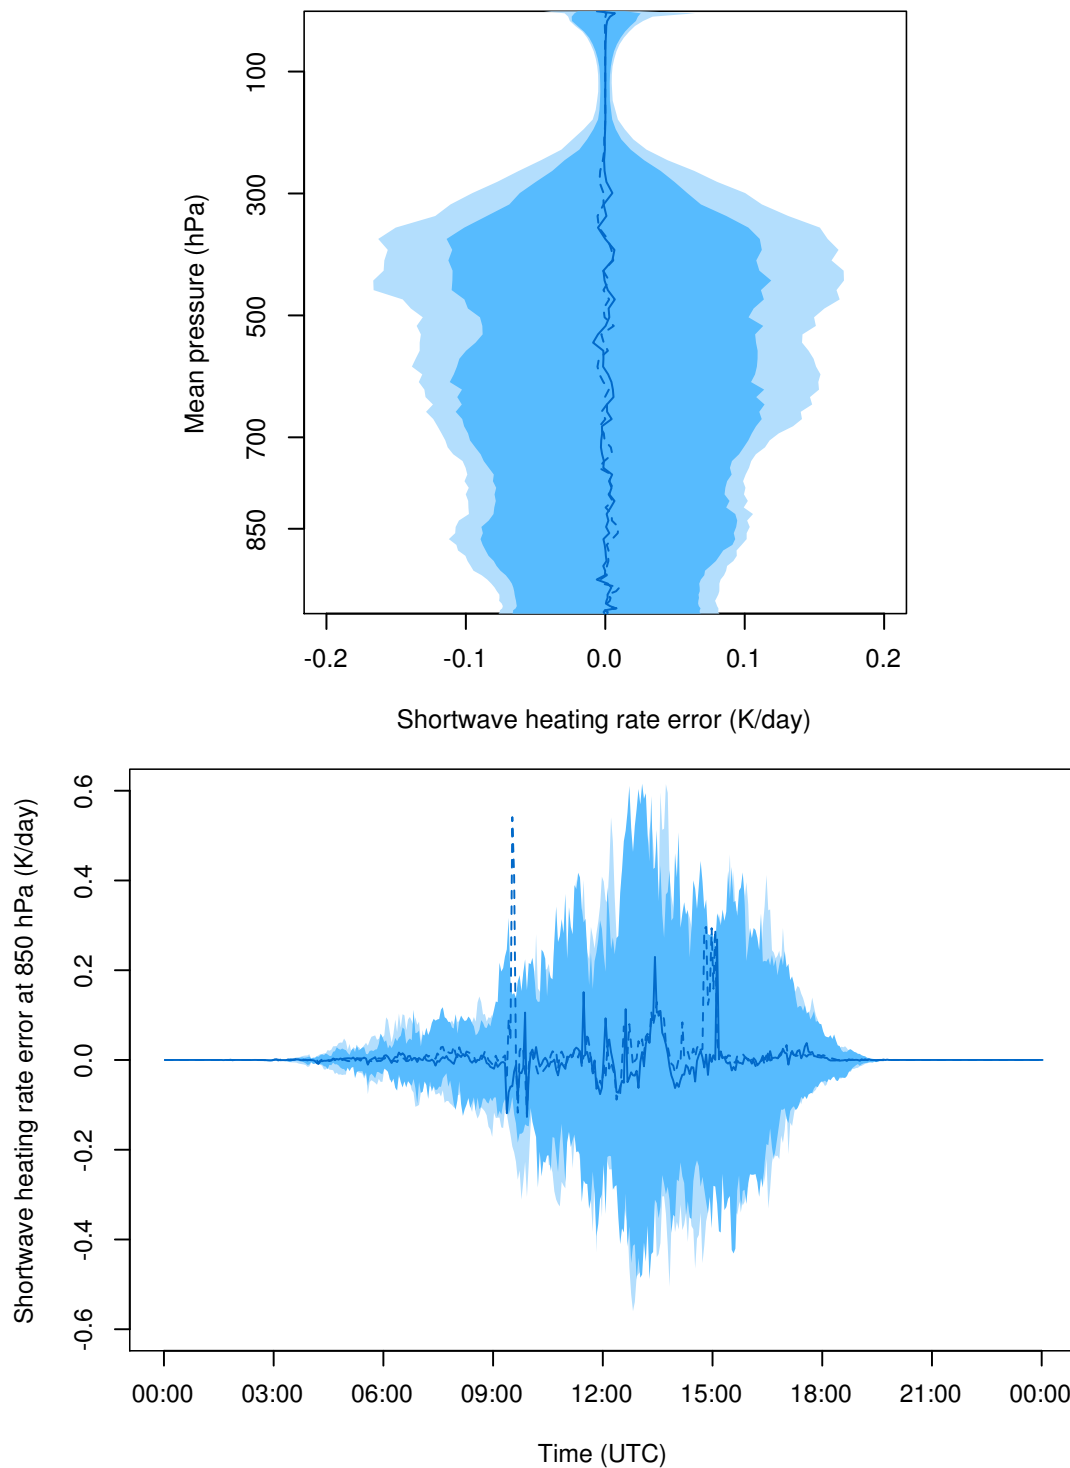 100
300
500
700
850
Mean pressure (hPa)
-0.2 -0.1 0.0 0.1 0.2
Shortwave heating rate error (K/day)
0.6
0.4
0.2
0.0
-0.2
-0.4
-0.6
Shortwave heating rate error at 850 hPa (K/day)
00:00 03:00 06:00 09:00 12:00 15:00 18:00 21:00 00:00
Time (UTC)